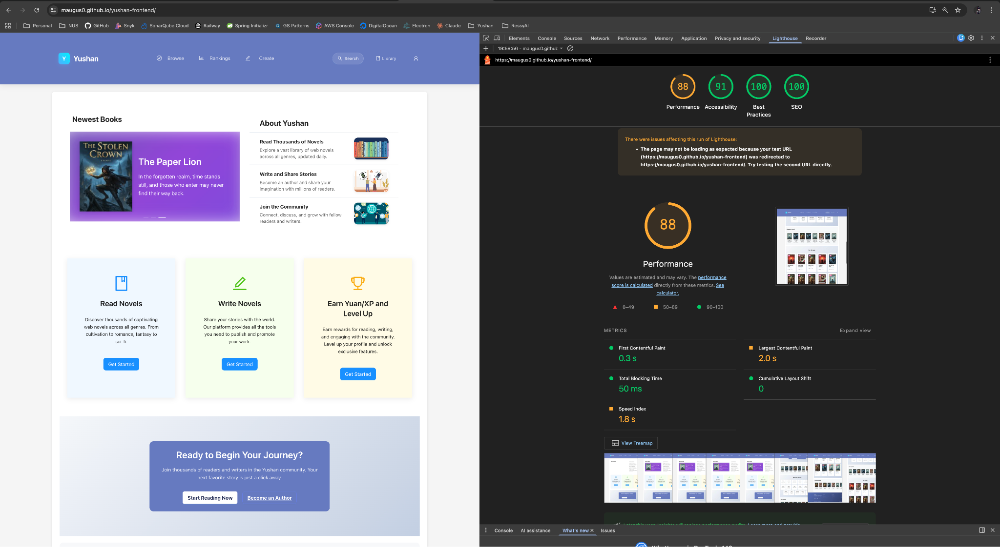 maugus0.github.io/yushan-frontend/
Personal
NUS
GitHub
Snyk
SonarQube Cloud
Railway
Spring Initializr
GS Patterns
AWS Console
DigitalOcean
Electron
Claude
Yushan
RessyAI
Y Yushan
Browse
Rankings
Create
Search
Library
Newest Books
THE STOLEN
CROWN
The Paper Lion
In the forgotten realm, time stands
still, and those who enter may never
find their way back.
About Yushan
Read Thousands of Novels
Explore a vast library of web novels
across all genres, updated daily.
Write and Share Stories
Become an author and share your
imagination with millions of readers.
Join the Community
Connect, discuss, and grow with fellow
readers and writers.
Read Novels
Discover thousands of captivating
web novels across all genres. From
cultivation to romance, fantasy to
sci-fi.
Get Started
Write Novels
Share your stories with the world.
Our platform provides all the tools
you need to publish and promote
your work.
Get Started
Earn Yuan/XP and
Level Up
Earn rewards for reading, writing,
and engaging with the community.
Level up your profile and unlock
exclusive features.
Get Started
Ready to Begin Your Journey?
Join thousands of readers and writers in the Yushan community. Your
next favorite story is just a click away.
Start Reading Now
Become an Author
Elements
Console
Sources
Network
Performance
Memory
Application
Privacy and security
Lighthouse
Recorder
19:59:56 - maugus0.github
https://maugus0.github.io/yushan-frontend/
88
Performance
91
Accessibility
100
Best
Practices
100
SEO
There were issues affecting this run of Lighthouse:
• The page may not be loading as expected because your test URL
(https://maugus0.github.io/yushan-frontend) was redirected to
https://maugus0.github.io/yushan-frontend/. Try testing the second URL directly.
88
Performance
Values are estimated and may vary. The performance
score is calculated directly from these metrics. See
calculator.
0–49
50–89
90–100
METRICS
Expand view
First Contentful Paint
0.3 s
Largest Contentful Paint
2.0 s
Total Blocking Time
50 ms
Cumulative Layout Shift
0
Speed Index
1.8 s
View Treemap
Later this year, insights will replace performance audits. Learn more and provide
Console
AI assistance
What's new
Issues